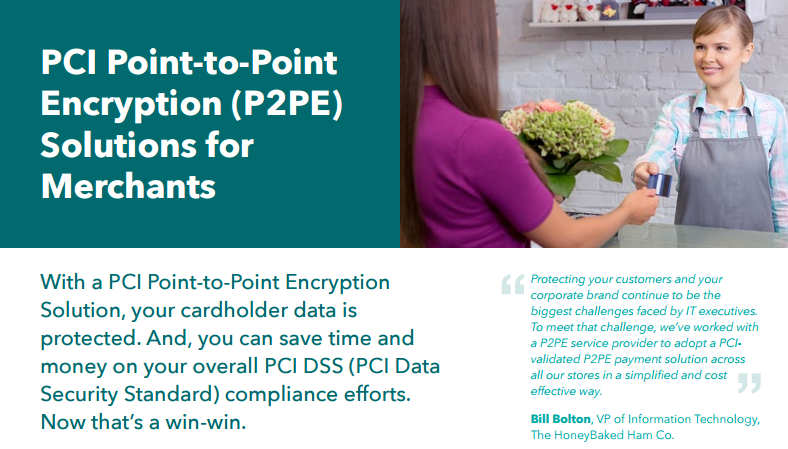 PCI Point-to-Point
Encryption (P2PE)
Solutions for
Merchants
With a PCI Point-to-Point Encryption
Solution, your cardholder data is
protected. And, you can save time and
money on your overall PCI DSS (PCI Data
Security Standard) compliance efforts.
Now that’s a win-win.
“ Protecting your customers and your
corporate brand continue to be the
biggest challenges faced by IT executives.
To meet that challenge, we’ve worked with
a P2PE service provider to adopt a PCI-
validated P2PE payment solution across
all our stores in a simplified and cost
effective way. ”
Bill Bolton, VP of Information Technology,
The HoneyBaked Ham Co.